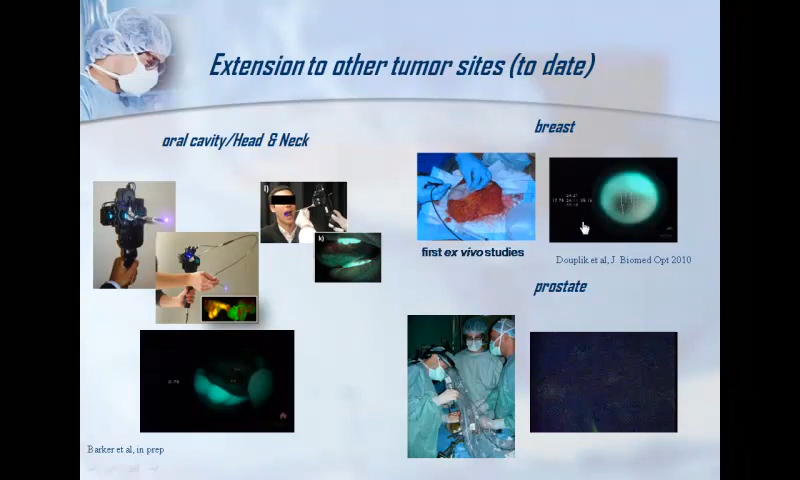 Extension to other tumor sites (to date)
oral cavity/Head & Neck
breast
i)
k)
first ex vivo studies
Douplik et al, J. Biomed Opt 2010
prostate
Barker et al, in prep